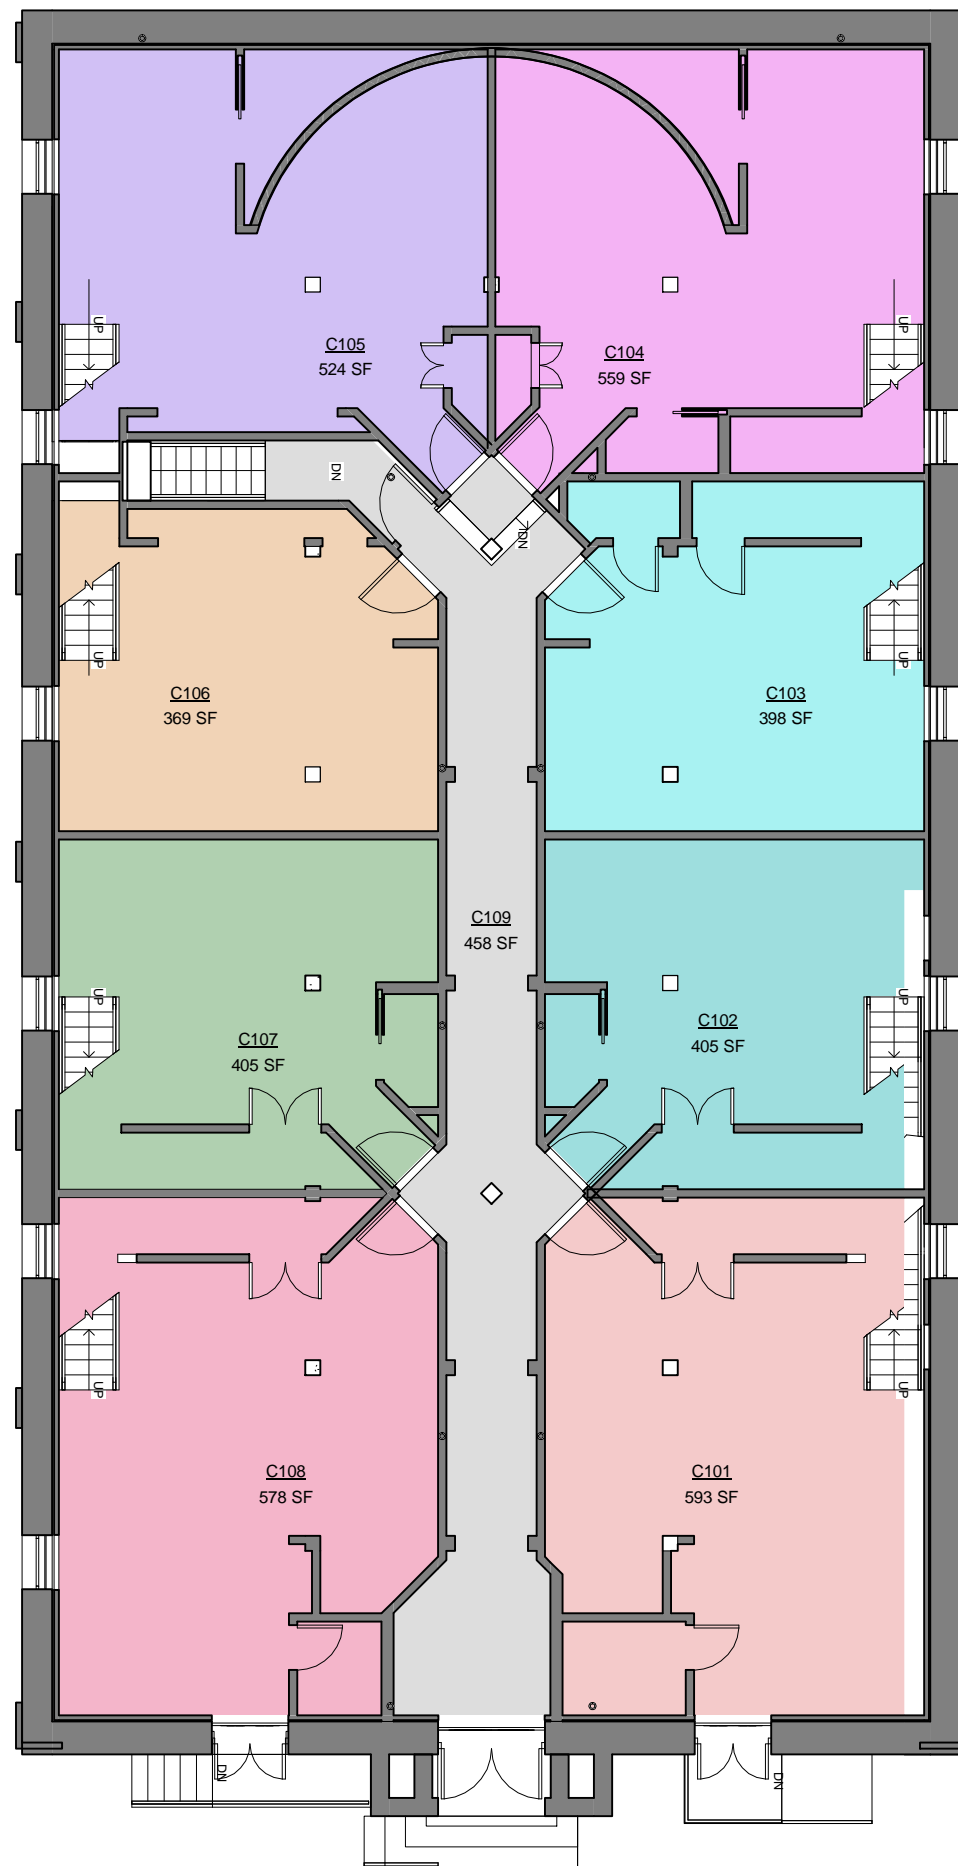 UP
UP
C105
524 SF
C104
559 SF
DN
DN
UP
UP
C106
369 SF
C103
398 SF
C109
458 SF
UP
UP
C107
405 SF
C102
405 SF
UP
UP
C108
578 SF
C101
593 SF
DN
DN